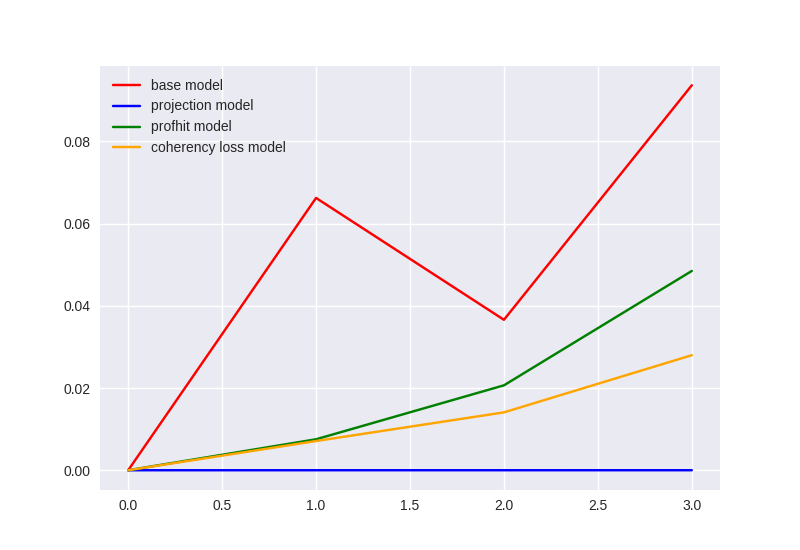 base model
projection model
profhit model
coherency loss model
0.08
0.06
0.04
0.02
0.00
0.0 0.5 1.0 1.5 2.0 2.5 3.0